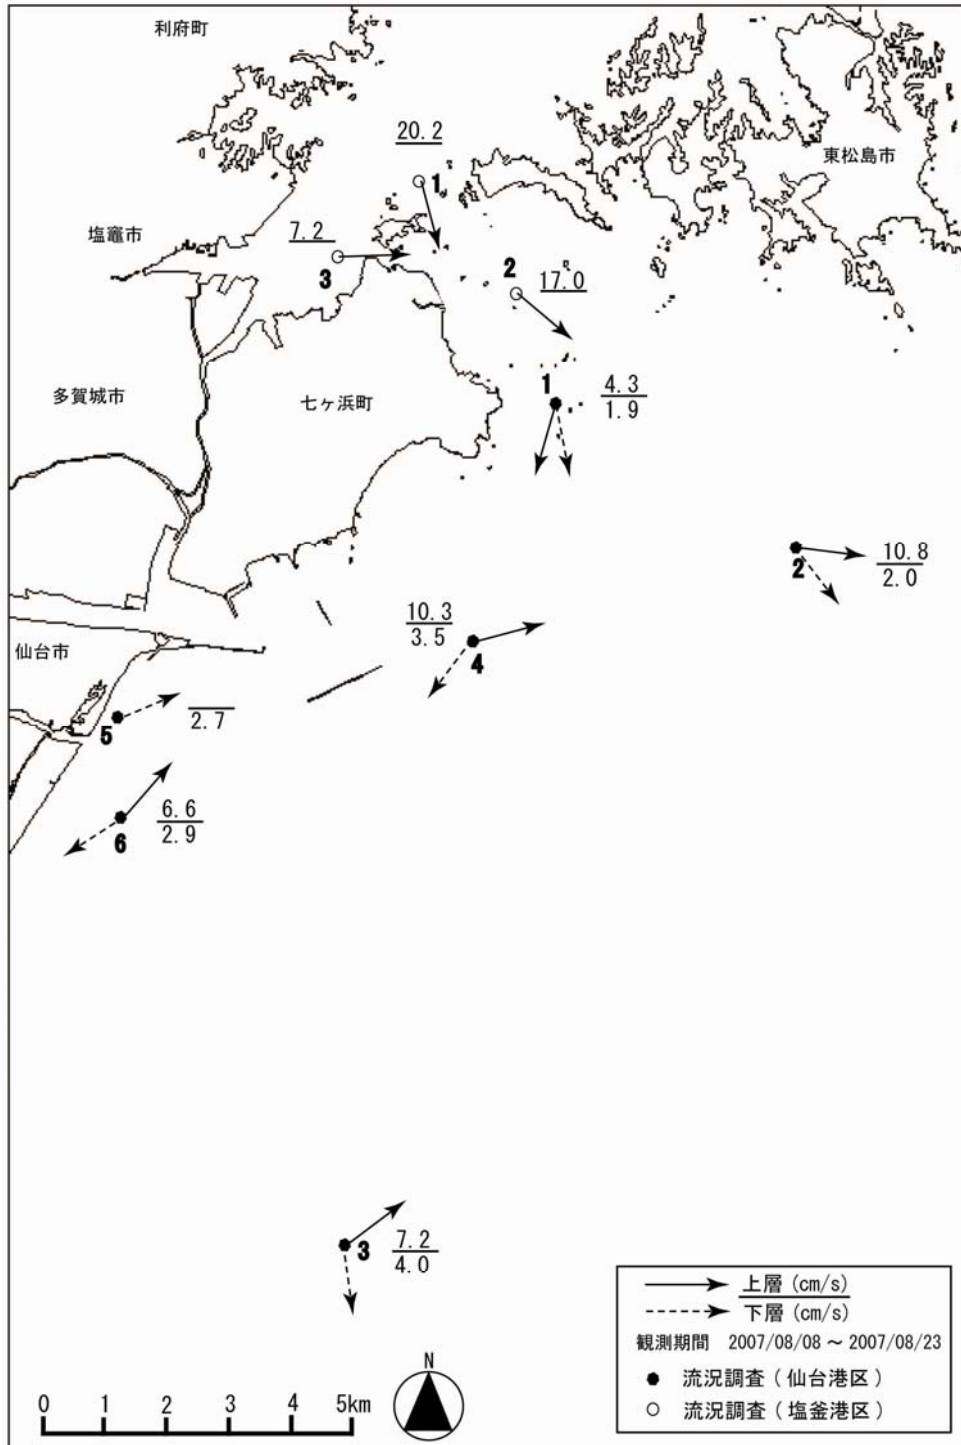 利府町
東松島市
20.2
1
塩竈市
7.2
3
2
17.0
多賀城市
七ヶ浜町
1
4.3
1.9
2
10.8
2.0
10.3
3.5
4
仙台市
5
2.7
6
6.6
2.9
3
7.2
4.0
上層(cm/s)
下層(cm/s)
観測期間 2007/08/08 ~ 2007/08/23
流況調査(仙台港区)
流況調査(塩釜港区)
N
0 1 2 3 4 5km